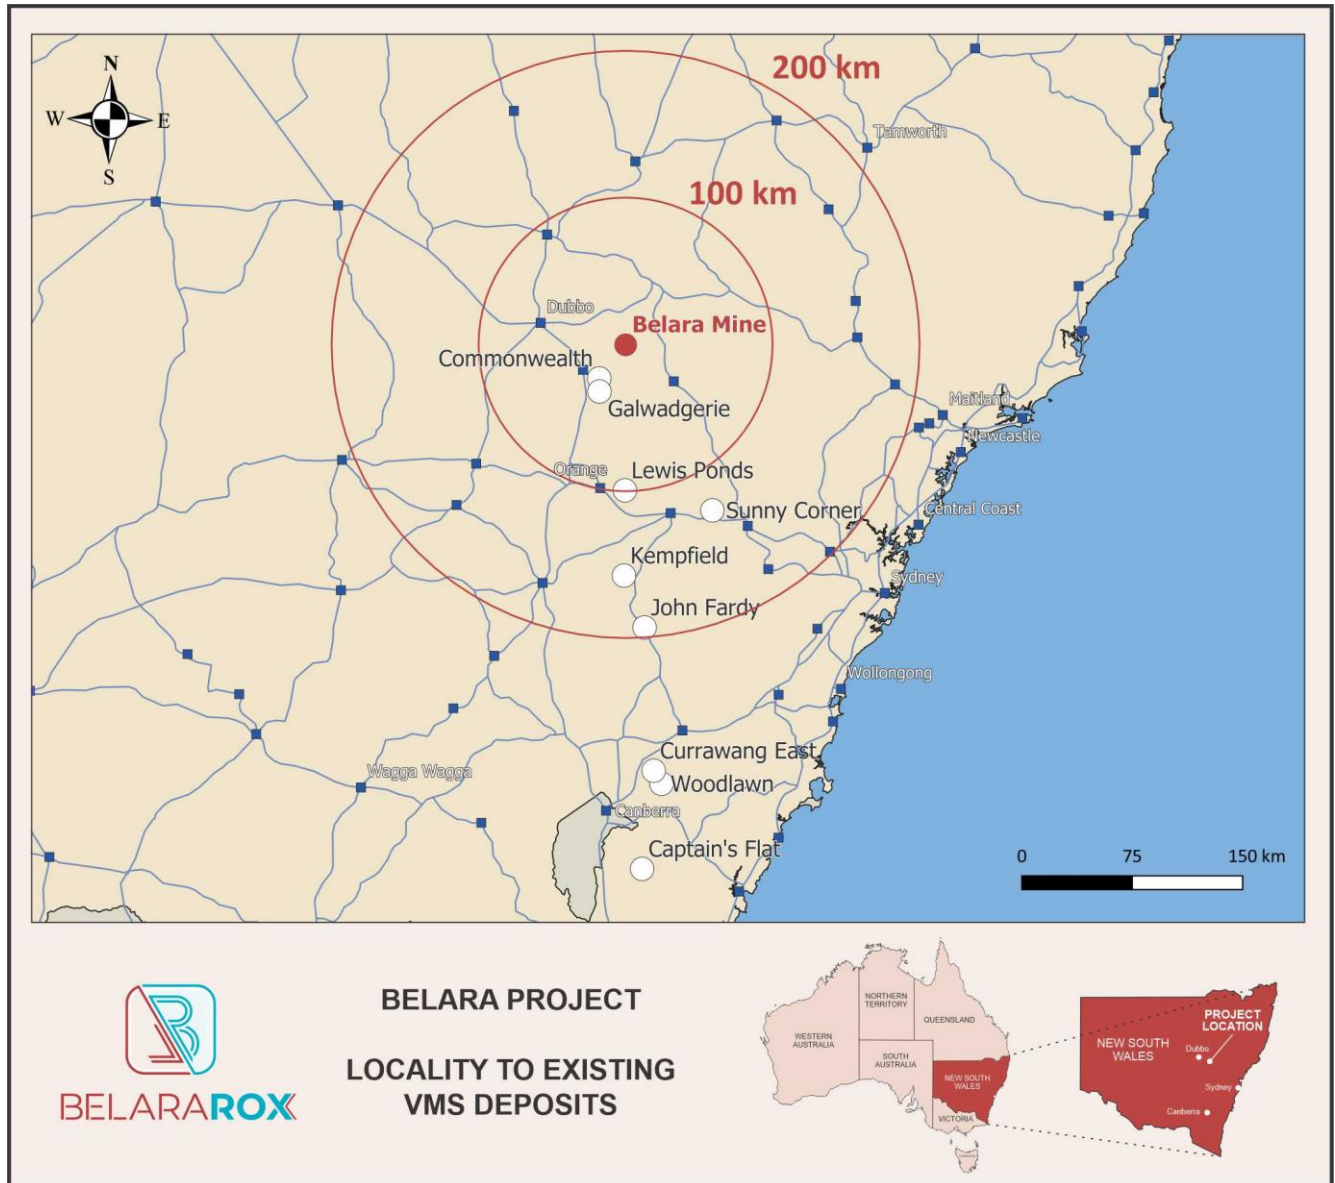 200 km
N
W
E
S
Tamworth
100 km
Dubbo
Belara Mine
Commonwealth
Galwadgerie
Maitland
Newcastle
Orange
Lewis Ponds
Sunny Corner
Central Coast
Kempfield
Sydney
John Fardy
Wollongong
Currawang East
Wagga Wagga
Woodlawn
Canberra
Captain's Flat
0 75 150 km
BELARA PROJECT
LOCALITY TO EXISTING
VMS DEPOSITS
BELARAROX
NORTHERN
TERRITORY
QUEENSLAND
WESTERN
AUSTRALIA
SOUTH
AUSTRALIA
NEW SOUTH
WALES
VICTORIA
PROJECT
LOCATION
NEW SOUTH
WALES
Dubbo
Sydney
Canberra